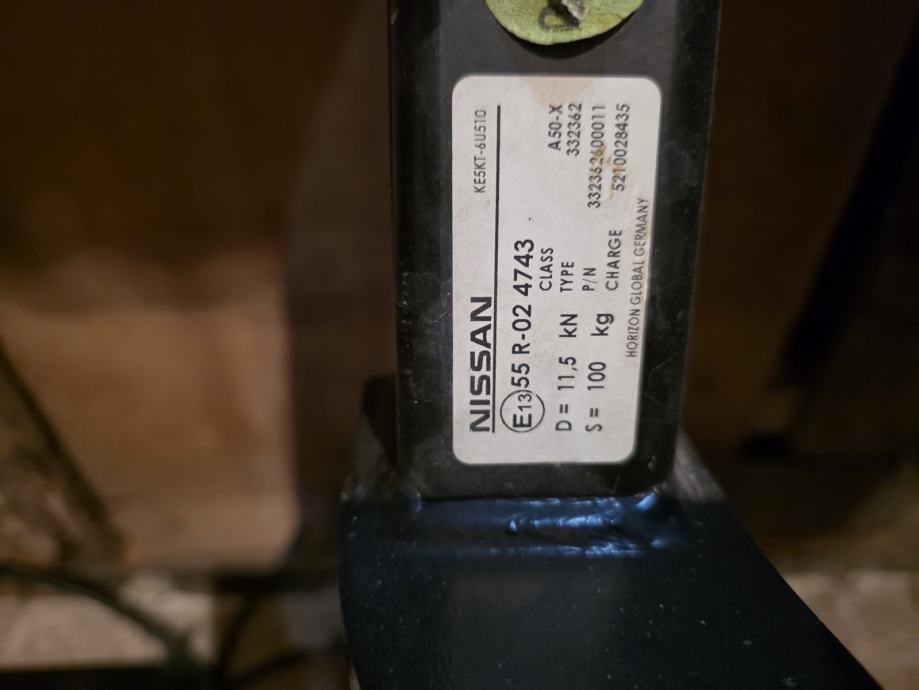 NISSAN KE5KT-6U510
E13 55 R-02 4743
CLASS A50-X
D = 11,5 kN TYPE 332362
S = 100 kg P/N 332362600011
CHARGE 5210028435
HORIZON GLOBAL GERMANY